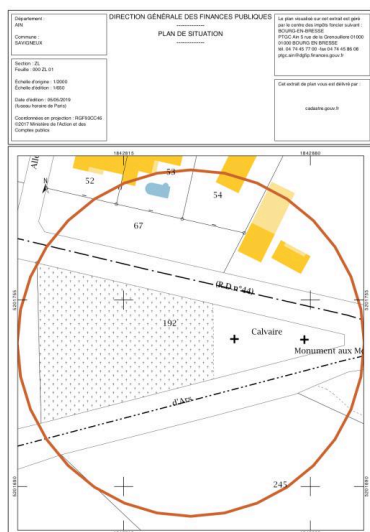 Département :
AIN
Commune :
SAVIGNEUX
Section : ZL
Feuille : 000 ZL 01
Échelle d'origine : 1/2000
Échelle d'édition : 1/650
Date d'édition : 05/05/2019
(fuseau horaire de Paris)
Coordonnées en projection : RGF93CC46
©2017 Ministère de l'Action et des
Comptes publics
DIRECTION GÉNÉRALE DES FINANCES PUBLIQUES
-------------------
PLAN DE SITUATION
-------------------
Le plan visualisé sur cet extrait est géré
par le centre des impôts foncier suivant :
BOURG-EN-BRESSE
PTGC Ain 5 rue de la Grenouillère 01000
01000 BOURG EN BRESSE
tél. 04 74 45 77 00 -fax 04 74 45 86 08
ptgc.ain@dgfip.finances.gouv.fr
Cet extrait de plan vous est délivré par :
cadastre.gouv.fr
1842810
1842860
N
52
53
54
67
(R.D n°44)
192
Calvaire
Monument aux Mo
d'Ars
245